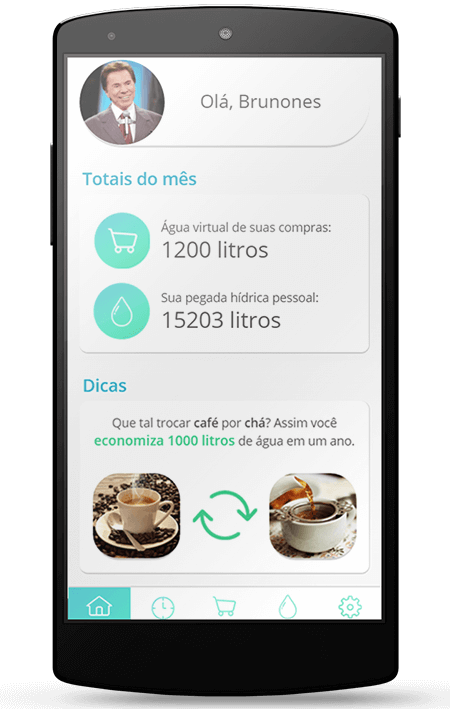 Olá, Brunones
Totais do mês
Água virtual de suas compras:
1200 litros
Sua pegada hídrica pessoal:
15203 litros
Dicas
Que tal trocar café por chá? Assim você
economiza 1000 litros de água em um ano.